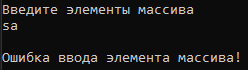 Введите элементы массива
sa
Ошибка ввода элемента массива!